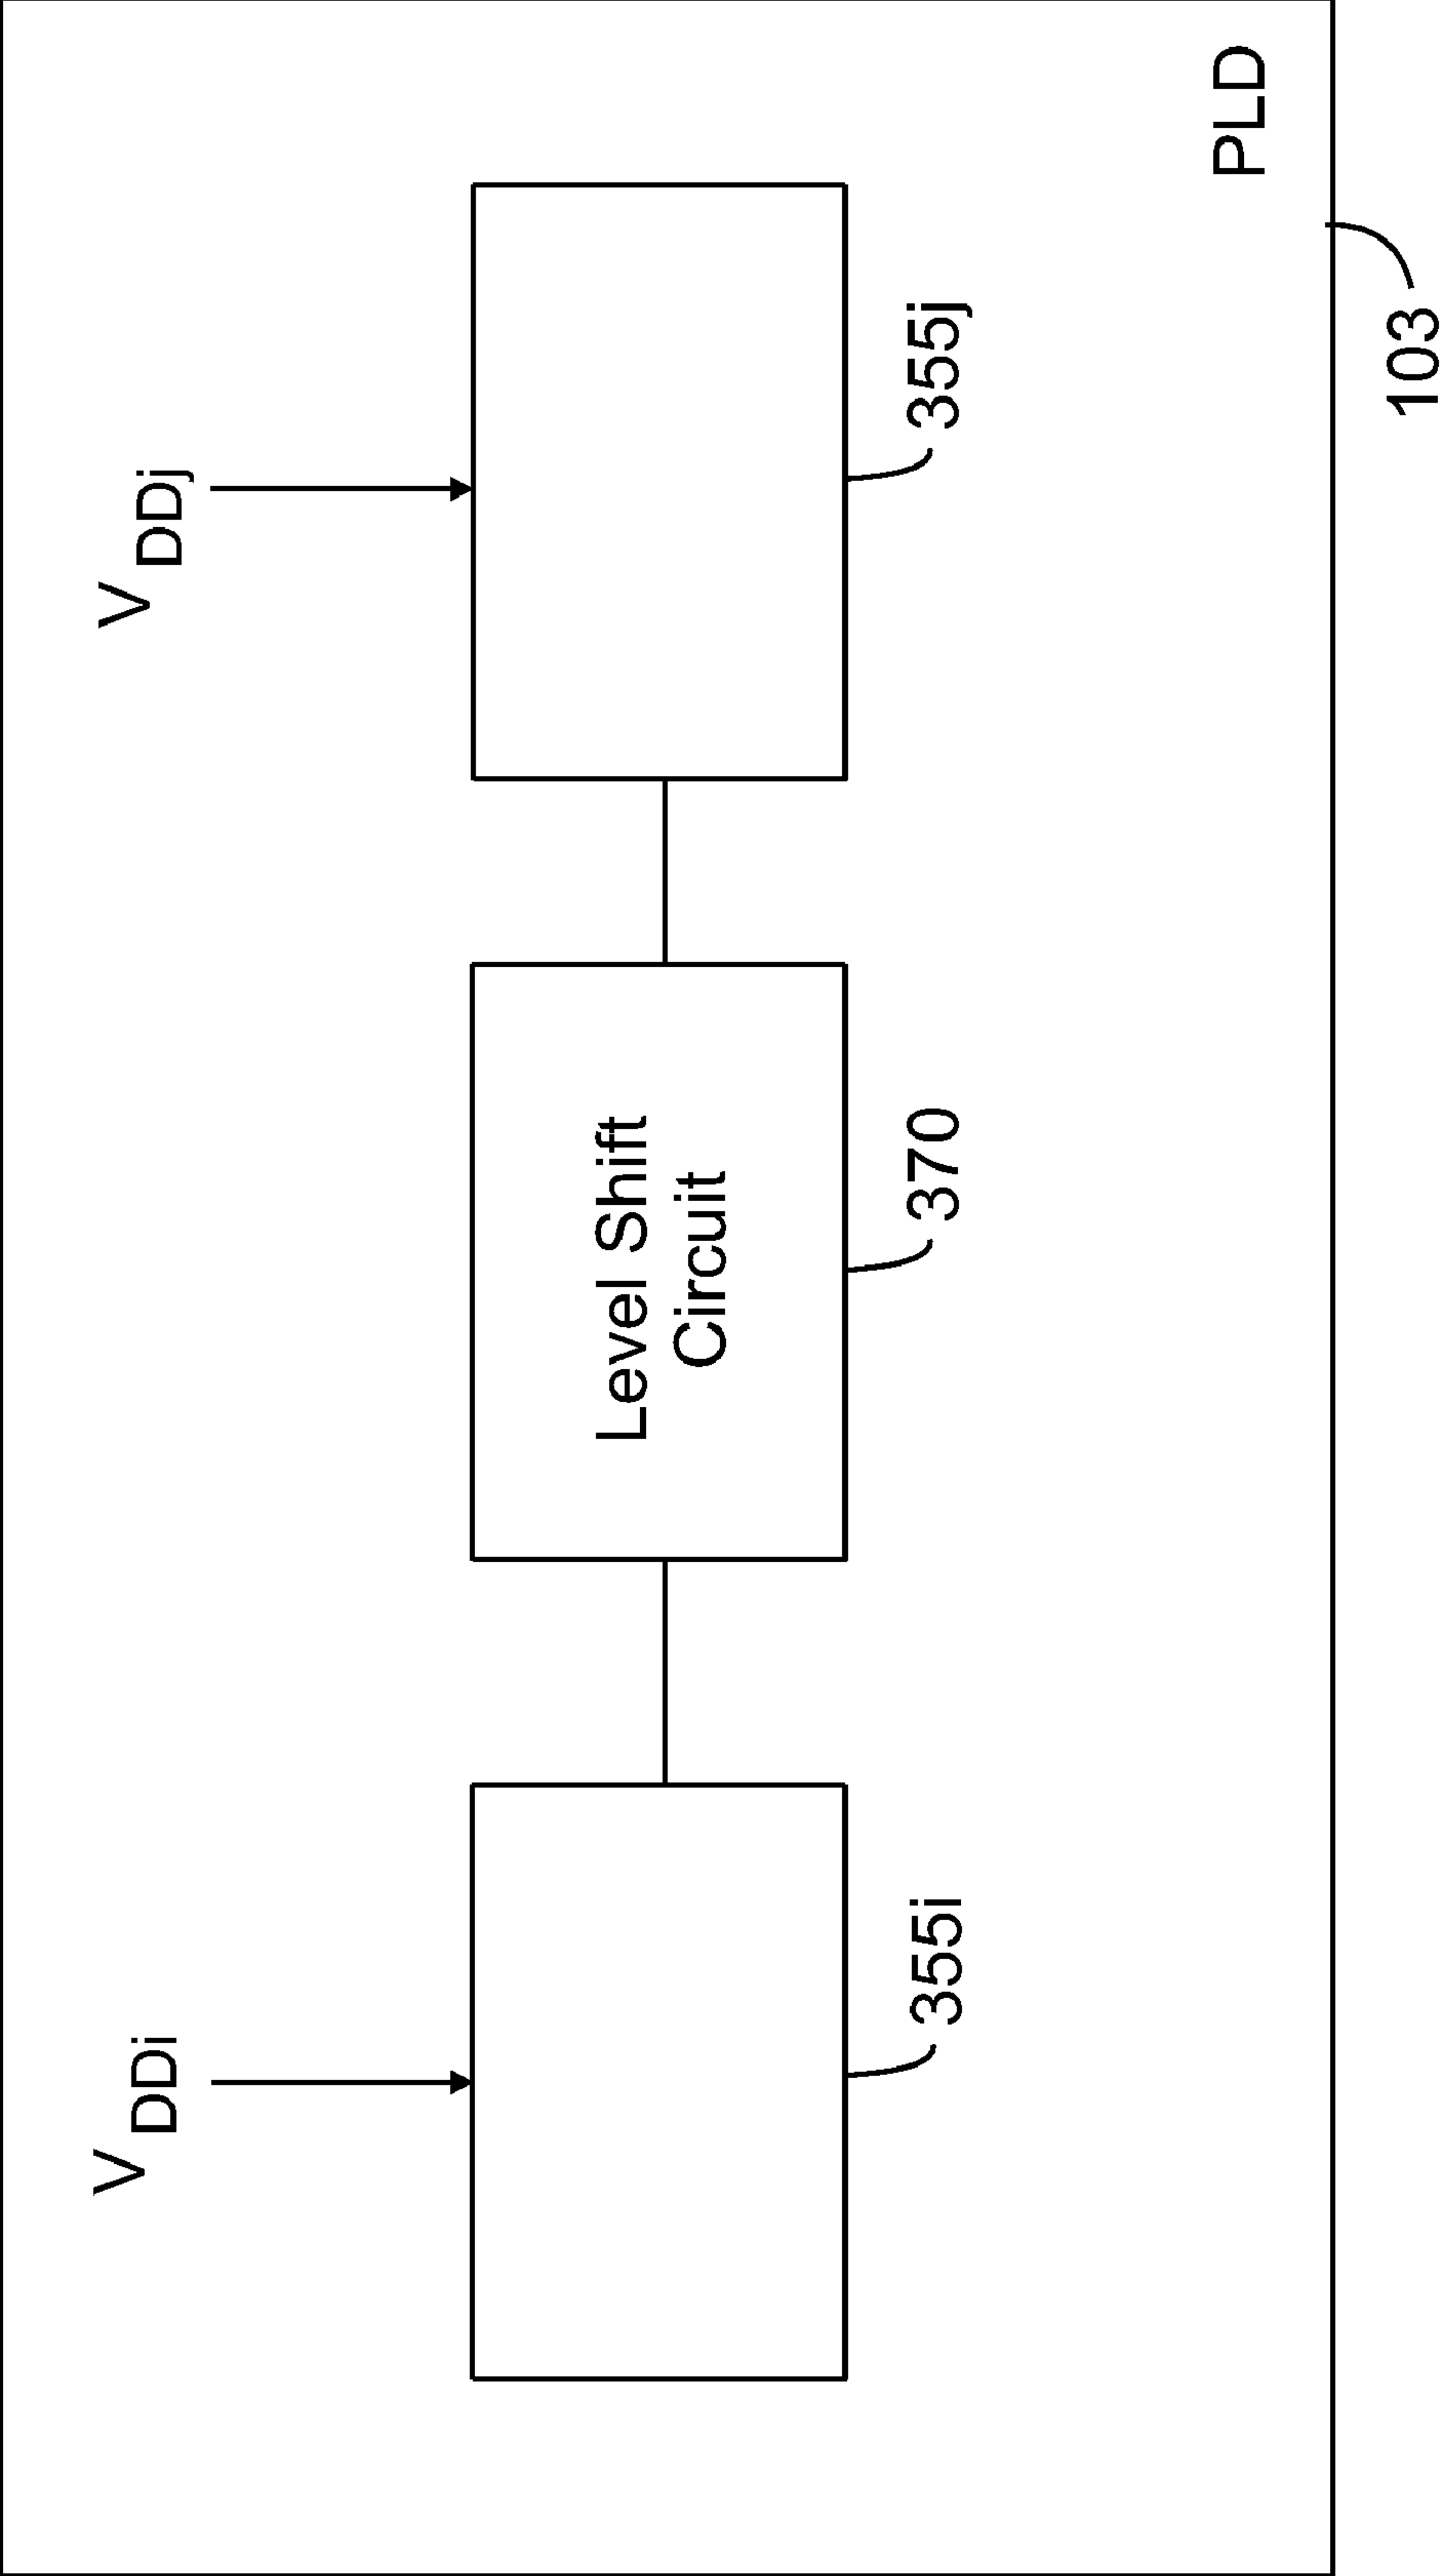 V DDi
V DDj
Level Shift
Circuit
355i
370
355j
PLD
103